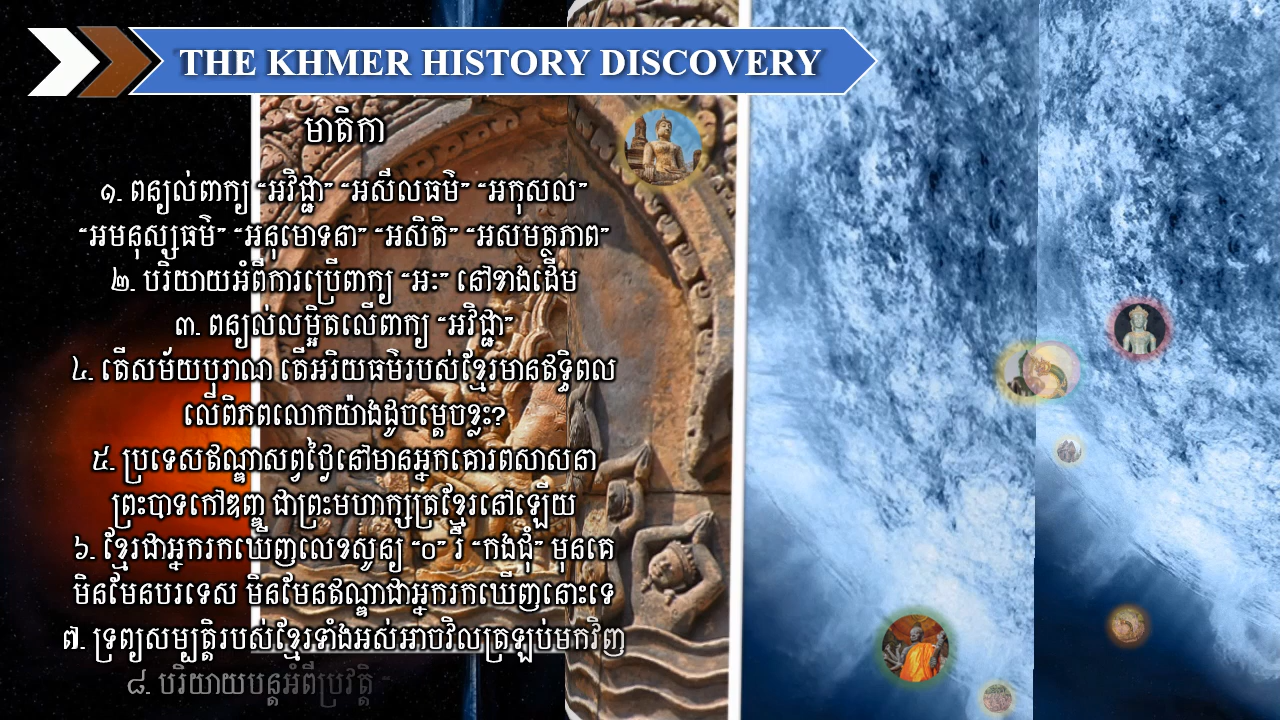 THE KHMER HISTORY DISCOVERY
មាតិកា
១. ពន្យល់ពាក្យ “អវិជ្ជា” “អសីលធម៌” “អកុសល”
“អមនុស្សធម៌” “អនុមោទនា” “អសិតិ” “អសមត្ថភាព”
២. បរិយាយអំពីការប្រើពាក្យ “អៈ” នៅខាងដើម
៣. ពន្យល់លម្អិតលើពាក្យ “អវិជ្ជា”
៤. តើសម័យបុរាណ តើអរិយធម៌របស់ខ្មែរមានឥទ្ធិពល
លើពិភពលោកយ៉ាងដូចម្ដេចខ្លះ?
៥. ប្រទេសឥណ្ឌាសព្វថ្ងៃនៅមានអ្នកគោរពសាសនា
ព្រះបាទកៅឌញ្ញ ជាព្រះមហាក្សត្រខ្មែរនៅឡើយ
៦. ខ្មែរជាអ្នករកឃើញលេខសូន្យ “០” រឺ “កងជុំ” មុនគេ
មិនមែនបរទេស មិនមែនឥណ្ឌាជាអ្នករកឃើញនោះទេ
៧. ទ្រព្យសម្បត្តិរបស់ខ្មែរទាំងអស់អាចវិលត្រឡប់មកវិញ
៨. បរិយាយបន្តអំពីប្រវត្តិ “